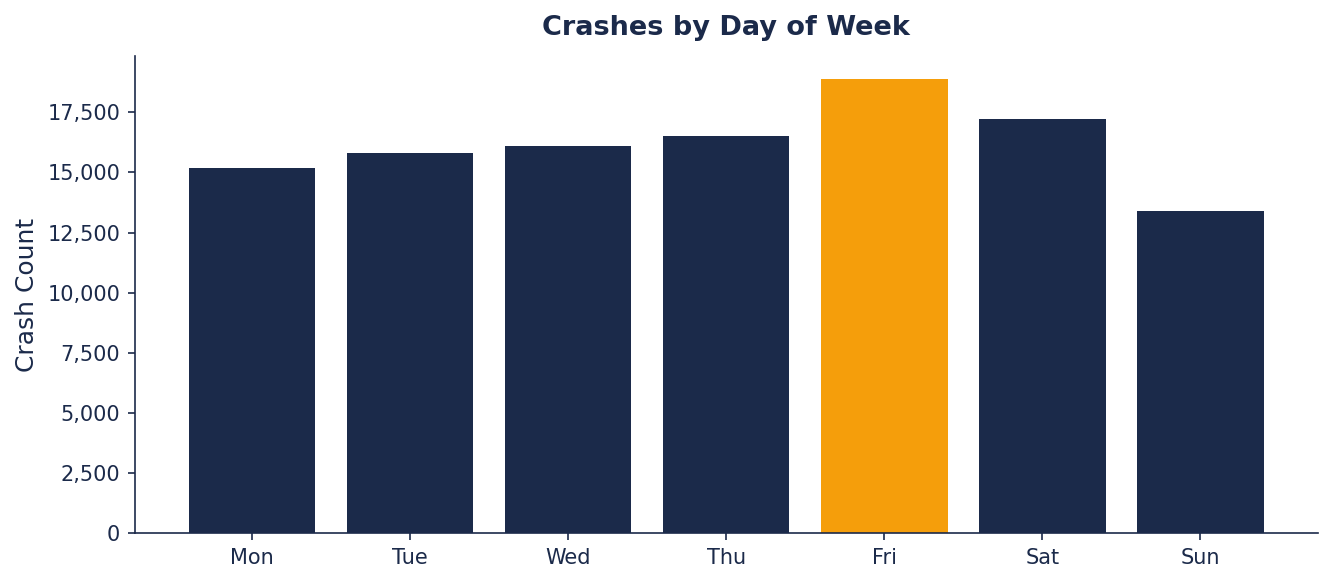 Crashes by Day of Week
Crash Count
17,500
15,000
12,500
10,000
7,500
5,000
2,500
0
Mon Tue Wed Thu Fri Sat Sun